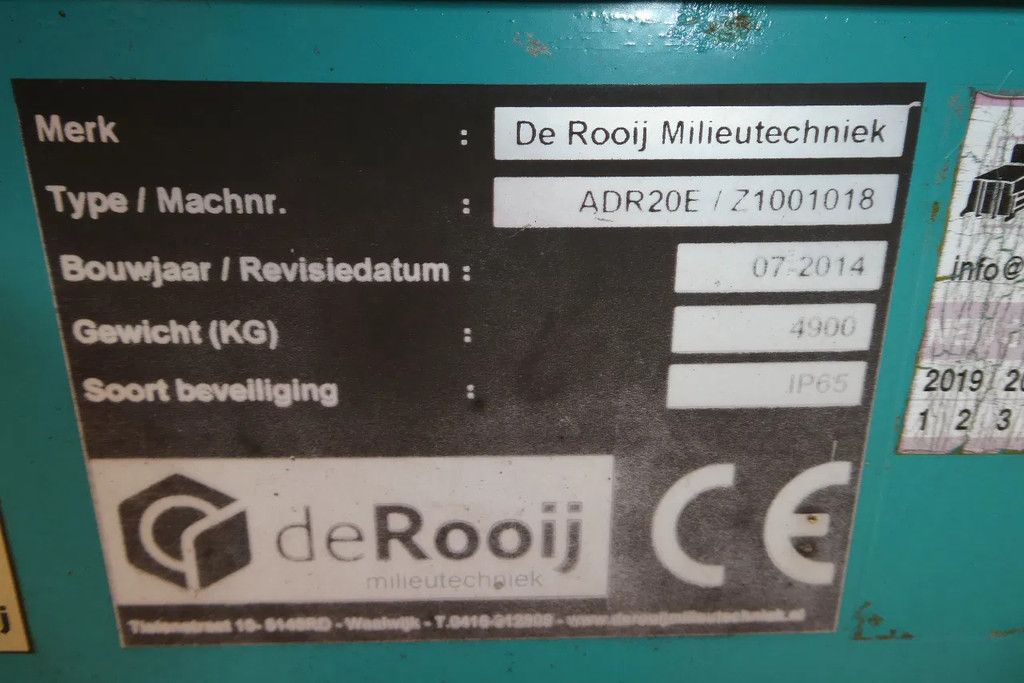 Merk : De Rooij Milieutechniek
Type / Machnr. : ADR20E / Z1001018
Bouwjaar / Revisiedatum : 07-2014
Gewicht (KG) : 4900
Soort beveiliging : IP65
deRooij
milieutechniek
CE
- Waalwijk -
info@
2019
1 2 3